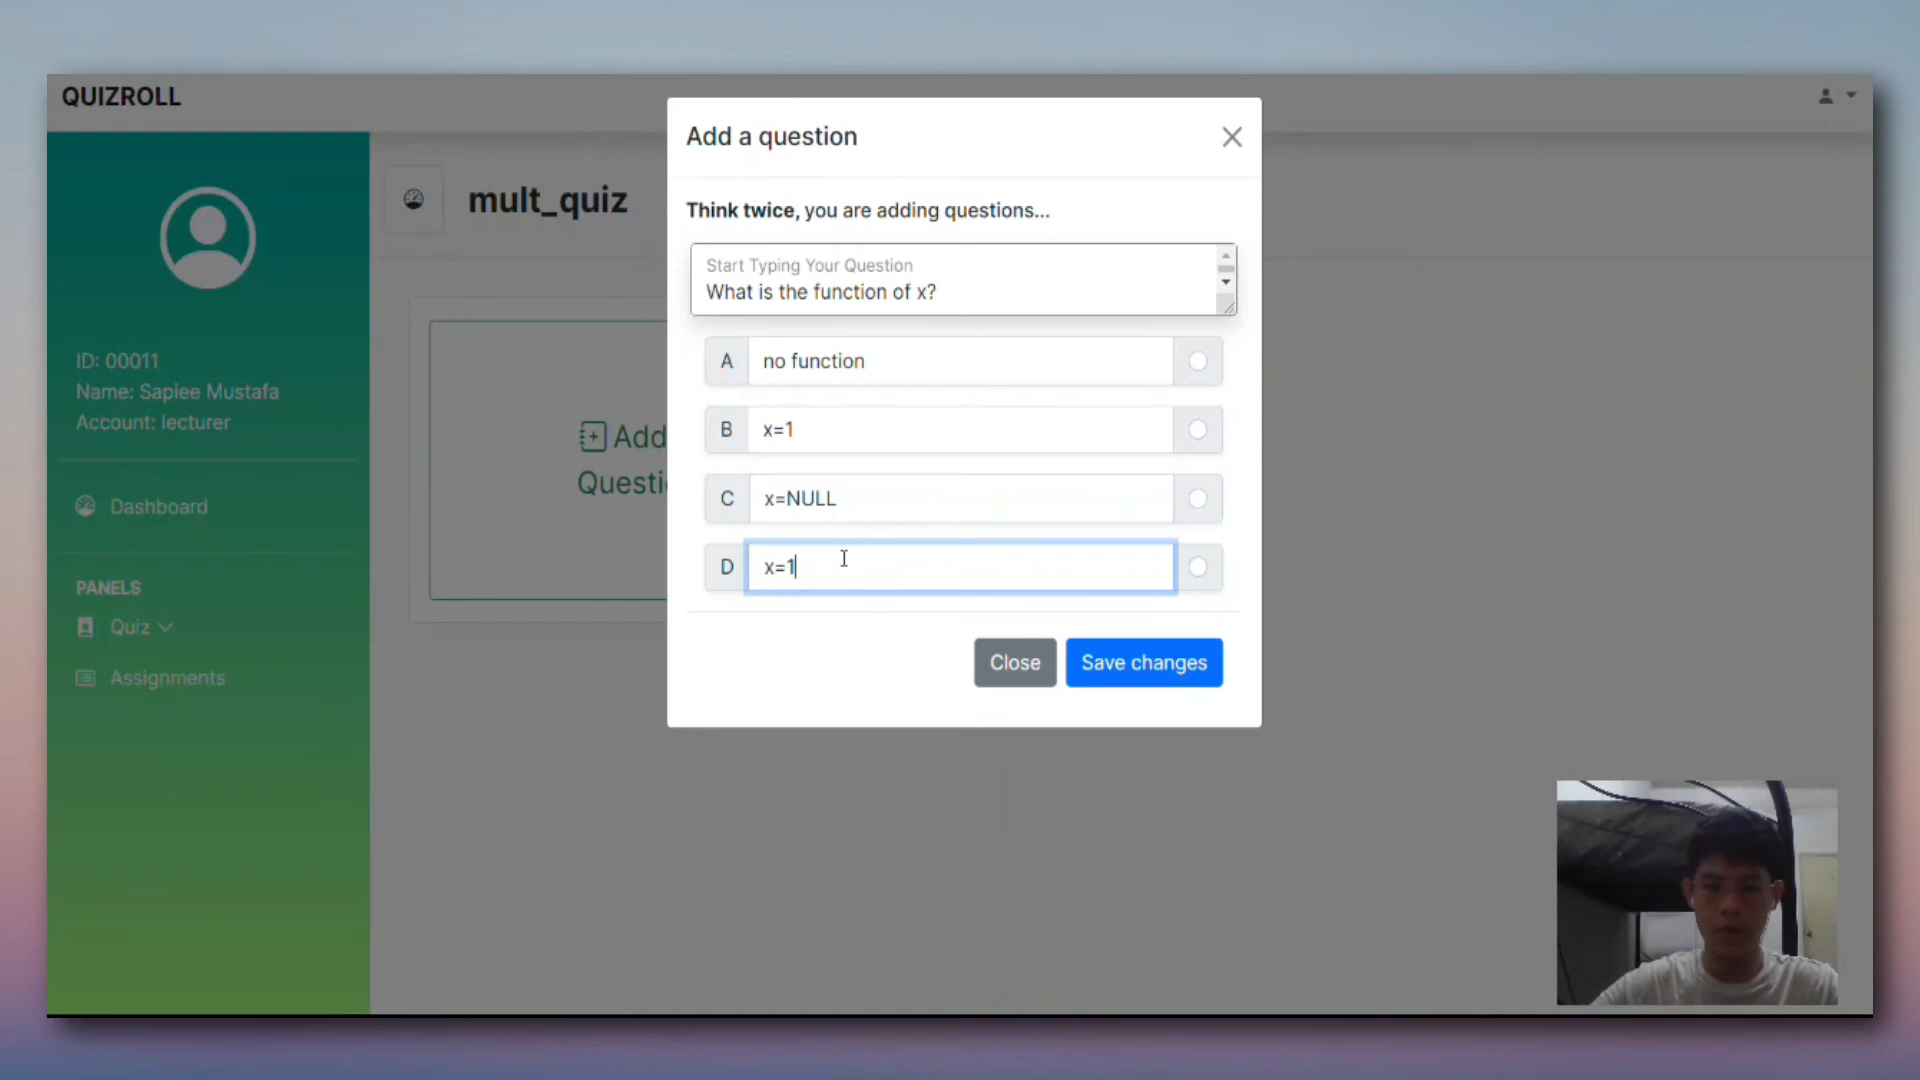 QUIZROLL
ID: 00011
Name: Sapiee Mustafa
Account: lecturer
Dashboard
PANELS
Quiz
Assignments
mult_quiz
Add
Questi
Add a question
Think twice, you are adding questions...
Start Typing Your Question
What is the function of x?
A no function
B x=1
C x=NULL
D x=1
Close Save changes